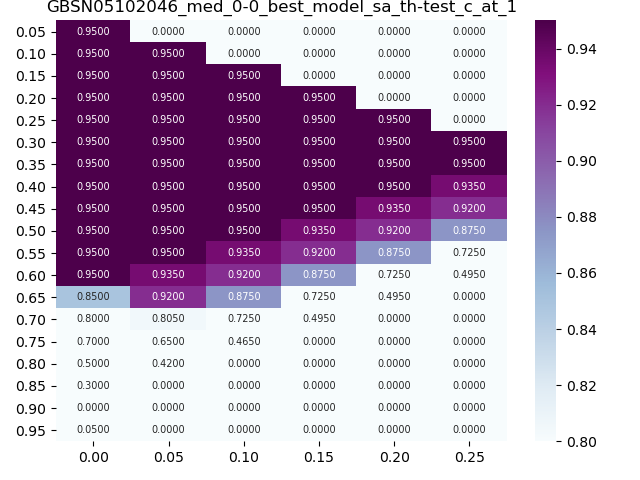 GBSN05102046_med_0-0_best_model_sa_th-test_c_at_1
0.05 0.9500 0.0000 0.0000 0.0000 0.0000 0.0000
0.10 0.9500 0.9500 0.0000 0.0000 0.0000 0.0000
0.15 0.9500 0.9500 0.9500 0.0000 0.0000 0.0000
0.20 0.9500 0.9500 0.9500 0.9500 0.0000 0.0000
0.25 0.9500 0.9500 0.9500 0.9500 0.9500 0.0000
0.30 0.9500 0.9500 0.9500 0.9500 0.9500 0.9500
0.35 0.9500 0.9500 0.9500 0.9500 0.9500 0.9500
0.40 0.9500 0.9500 0.9500 0.9500 0.9500 0.9350
0.45 0.9500 0.9500 0.9500 0.9500 0.9350 0.9200
0.50 0.9500 0.9500 0.9500 0.9350 0.9200 0.8750
0.55 0.9500 0.9500 0.9350 0.9200 0.8750 0.7250
0.60 0.9500 0.9350 0.9200 0.8750 0.7250 0.4950
0.65 0.8500 0.9200 0.8750 0.7250 0.4950 0.0000
0.70 0.8000 0.8050 0.7250 0.4950 0.0000 0.0000
0.75 0.7000 0.6500 0.4650 0.0000 0.0000 0.0000
0.80 0.5000 0.4200 0.0000 0.0000 0.0000 0.0000
0.85 0.3000 0.0000 0.0000 0.0000 0.0000 0.0000
0.90 0.0000 0.0000 0.0000 0.0000 0.0000 0.0000
0.95 0.0500 0.0000 0.0000 0.0000 0.0000 0.0000
0.00 0.05 0.10 0.15 0.20 0.25
0.94
0.92
0.90
0.88
0.86
0.84
0.82
0.80